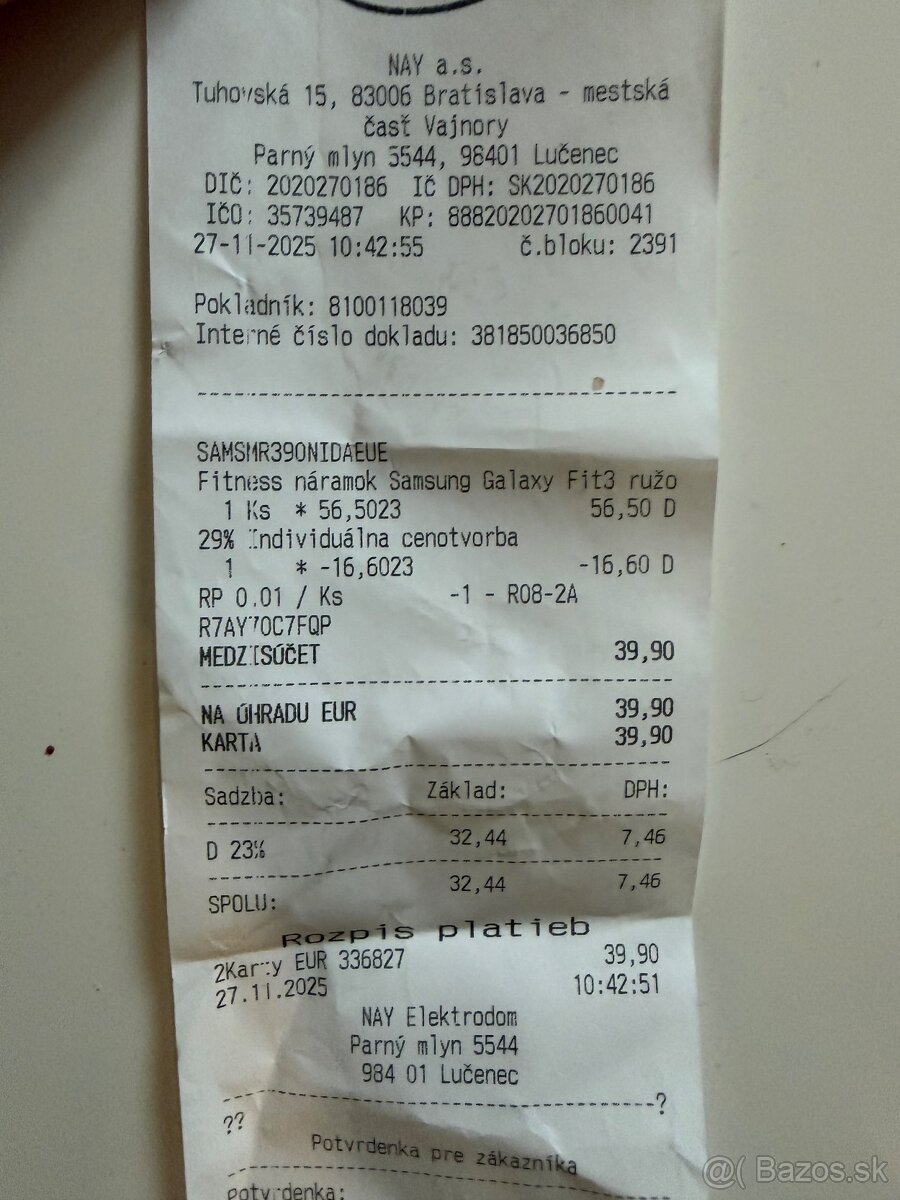 NAY a.s.
Tuhovská 15, 83006 Bratislava - mestská
časť Vajnory
Parný mlyn 5544, 98401 Lučenec
DIČ: 2020270186 IČ DPH: SK2020270186
IČO: 35739487 KP: 88820202701860041
27-11-2025 10:42:55 č.bloku: 2391
Pokladník: 8100118039
Interné číslo dokladu: 381850036850
SAMSMR390NIDAEUE
Fitness náramok Samsung Galaxy Fit3 ružo
1 Ks * 56,5023 56,50 D
29% Individuálna cenotvorba
1 * -16,6023 -16,60 D
RP 0.01 / Ks -1 - R08-2A
R7AY70C7FQP
MEDZISÚČET 39,90
NA ÚHRADU EUR 39,90
KARTA 39,90
Sadzba: Základ: DPH:
D 23% 32,44 7,46
SPOLU: 32,44 7,46
Rozpis platieb
2Karty EUR 336827 39,90
27.11.2025 10:42:51
NAY Elektrodom
Parný mlyn 5544
984 01 Lučenec
?
??
Potvrdenka pre zákazníka
potvrdenka:
@( Bazos.sk